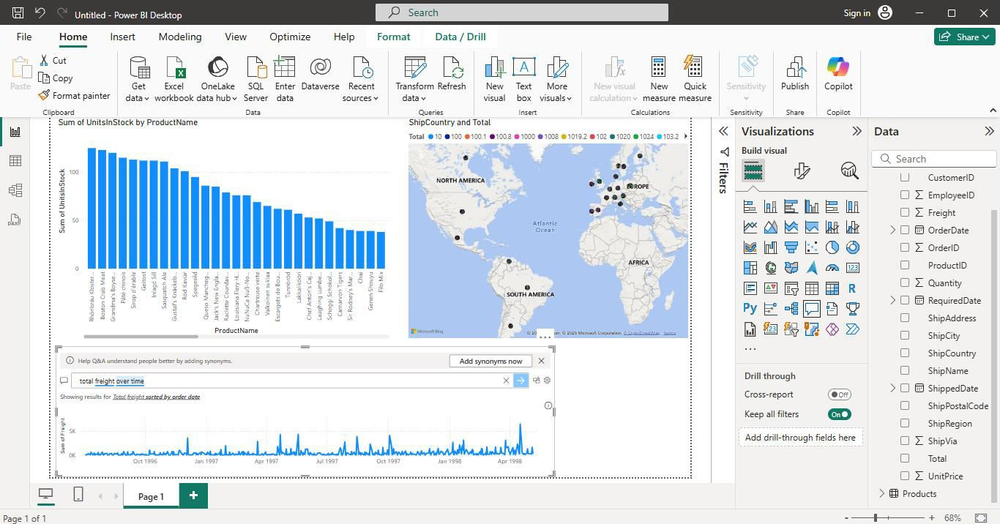 Untitled - Power BI Desktop
Search
Sign in
File Home Insert Modeling View Optimize Help Format Data / Drill
Share
Paste
Cut
Copy
Format painter
Clipboard
Get data
Excel workbook
OneLake data hub
SQL Server
Enter data
Dataverse
Recent sources
Data
Transform data
Refresh
Queries
New visual
Text box
More visuals
Insert
New visual calculation
New measure
Quick measure
Calculations
Sensitivity
Sensitivity
Publish
Share
Copilot
Copilot
Sum of UnitsInStock by ProductName
Sum of UnitsInStock
100
50
0
Rhönbräu Kloster...
Boston Crab Meat
Grandma's Boyse...
Pâté chinois
Sirop d'érable
Geitost
Inlagd Sill
Sasquatch Ale
Gustaf's Knäckeb...
Röd Kaviar
Spegesild
Queso Mancheg...
Jack's New Engla...
Raclette Courdav...
Louisiana Fiery H...
NuNuCa Nuß-No...
Chartreuse verte
Valkoinen suklaa
Escargots de Bou...
Tunnbröd
Lakkalikööri
Chef Anton's Caj...
Laughing Lumbe...
Schoggi Schokol...
Carnarvon Tigers
Sir Rodney's Mar...
Chai
Genen Shouyu
Filo Mix
ProductName
ShipCountry and Total
Total 10 100 100.1 100.8 1000 1008 1019.2 102 1020 1024 103.2
NORTH AMERICA
EUROPE
Atlantic
Ocean
AFRICA
SOUTH AMERICA
Microsoft Bing
© 2025 Microsoft Corporation, © OpenStreetMap Terms
Help Q&A understand people better by adding synonyms.
Add synonyms now
total freight over time
Showing results for Total freight sorted by order date
Sum of Freight
5K
0K
Oct 1996 Jan 1997 Apr 1997 Jul 1997 Oct 1997 Jan 1998 Apr 1998
Page 1
Page 1 of 1
Filters
Visualizations
Build visual
R
Py
Drill through
Cross-report
Off
Keep all filters
On
Add drill-through fields here
Data
Search
CustomerID
EmployeeID
Freight
OrderDate
OrderID
ProductID
Quantity
RequiredDate
ShipAddress
ShipCity
ShipCountry
ShipName
ShippedDate
ShipPostalCode
ShipRegion
ShipVia
Total
UnitPrice
Products
68%